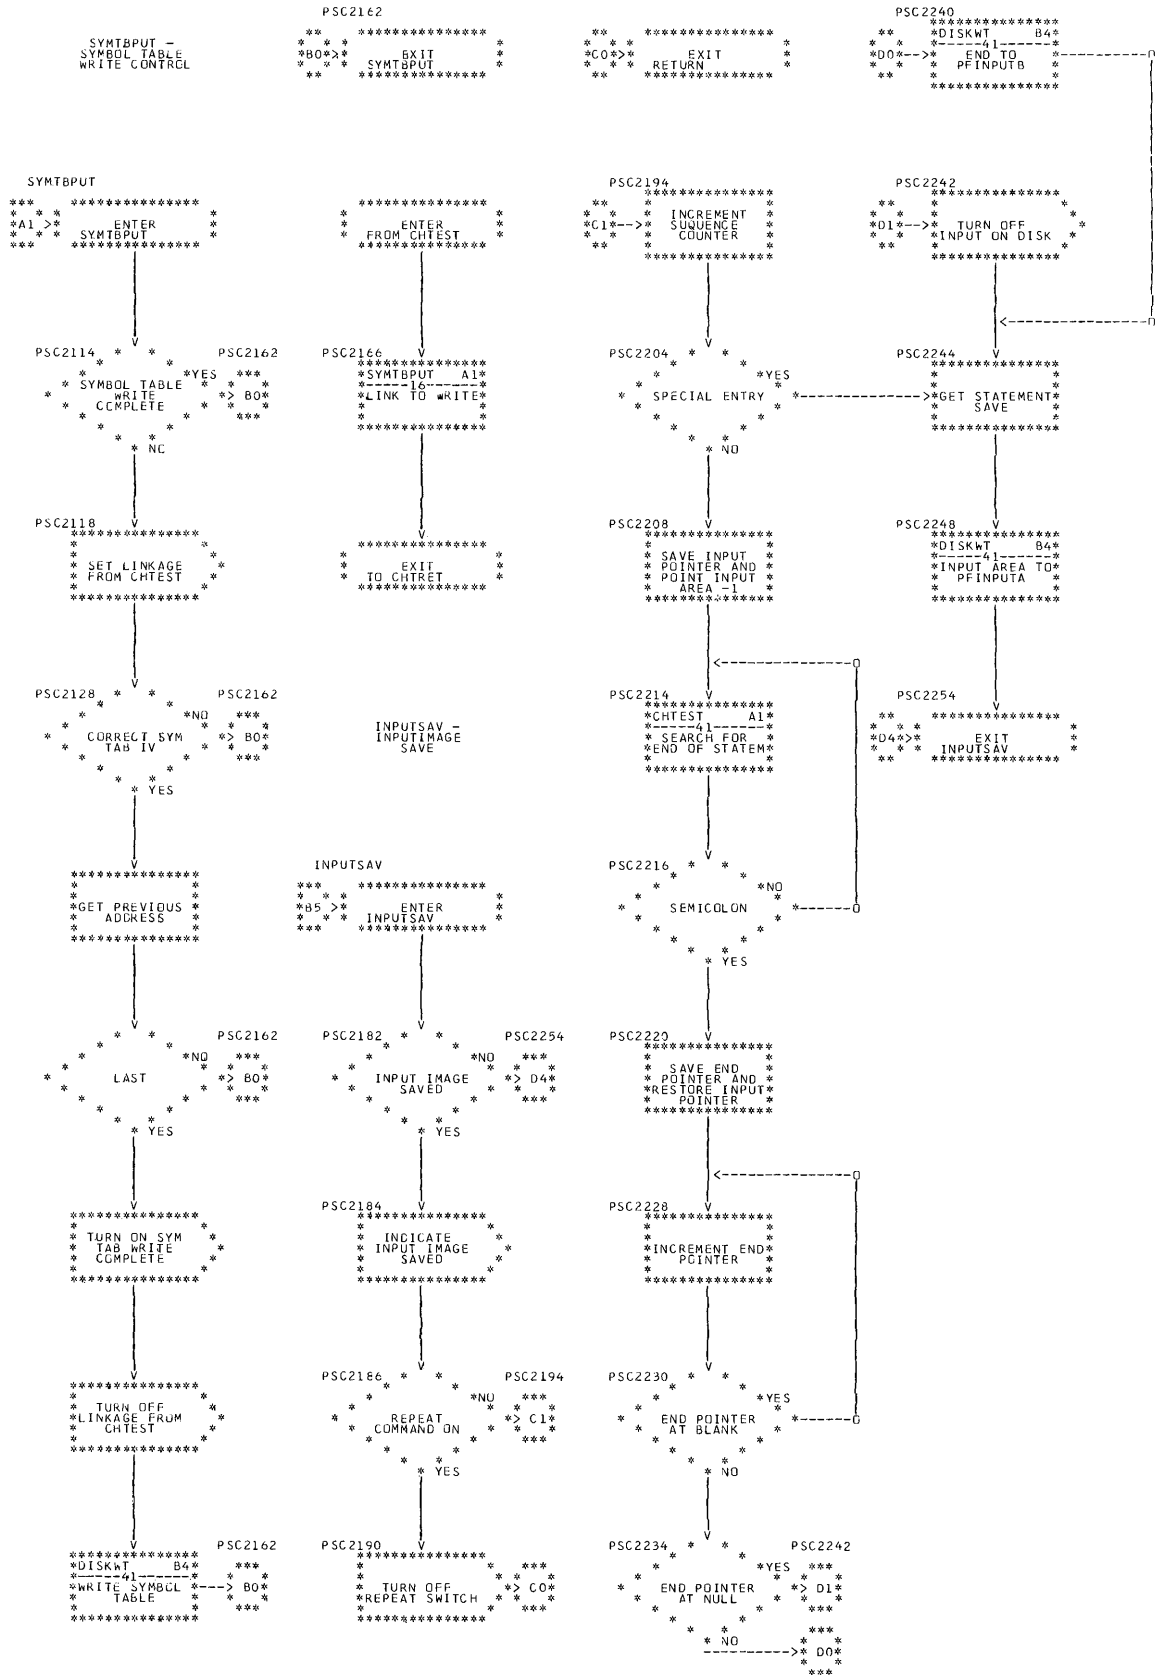 SYMTBPUT -
SYMBOL TABLE
WRITE CONTROL
SYMTBPUT
A1
ENTER
SYMTBPUT
PSC2114
SYMBOL TABLE
WRITE
COMPLETE
YES
PSC2162
B0
NO
PSC2118
SET LINKAGE
FROM CHTEST
PSC2128
CORRECT SYM
TAB IV
NO
PSC2162
B0
YES
GET PREVIOUS
ADDRESS
LAST
NO
PSC2162
B0
YES
TURN ON SYM
TAB WRITE
COMPLETE
TURN OFF
LINKAGE FROM
CHTEST
DISKWT B4
41
WRITE SYMBOL
TABLE
PSC2162
B0
PSC2162
B0
EXIT
SYMTBPUT
ENTER
FROM CHTEST
PSC2166
SYMTBPUT A1
16
LINK TO WRITE
EXIT
TO CHTRET
INPUTSAV -
INPUTIMAGE
SAVE
INPUTSAV
B5
ENTER
INPUTSAV
PSC2182
INPUT IMAGE
SAVED
NO
PSC2254
D4
YES
PSC2184
INDICATE
INPUT IMAGE
SAVED
PSC2186
REPEAT
COMMAND ON
NO
PSC2194
C1
YES
PSC2190
TURN OFF
REPEAT SWITCH
C0
C0
EXIT
RETURN
PSC2194
C1
INCREMENT
SUQUENCE
COUNTER
PSC2204
SPECIAL ENTRY
YES
NO
PSC2208
SAVE INPUT
POINTER AND
POINT INPUT
AREA -1
PSC2214
CHTEST A1
41
SEARCH FOR
END OF STATEM
PSC2216
SEMICOLON
NO
YES
PSC2220
SAVE END
POINTER AND
RESTORE INPUT
POINTER
PSC2228
INCREMENT END
POINTER
PSC2230
END POINTER
AT BLANK
YES
NO
PSC2234
END POINTER
AT NULL
YES
PSC2242
D1
NO
D0
PSC2240
D0
DISKWT B4
41
END TO
PFINPUTB
PSC2242
D1
TURN OFF
INPUT ON DISK
PSC2244
GET STATEMENT
SAVE
PSC2248
DISKWT B4
41
INPUT AREA TO
PFINPUTA
PSC2254
D4
EXIT
INPUTSAV